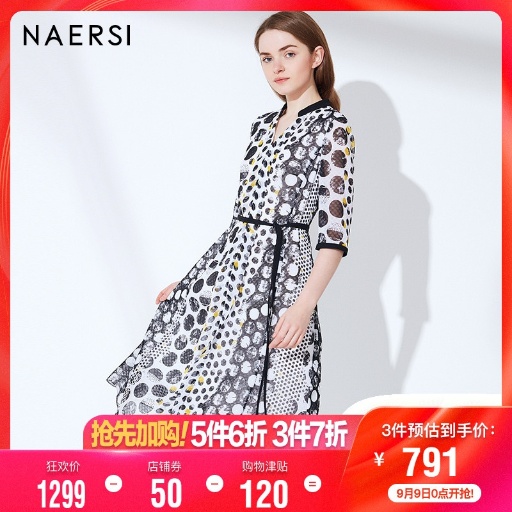 NAERSI
抢先加购! 5件6折 3件7折
3件预估到手价:
¥ 791
9月9日0点开抢!
狂欢价 店铺券 购物津贴
1299 - 50 - 120 =